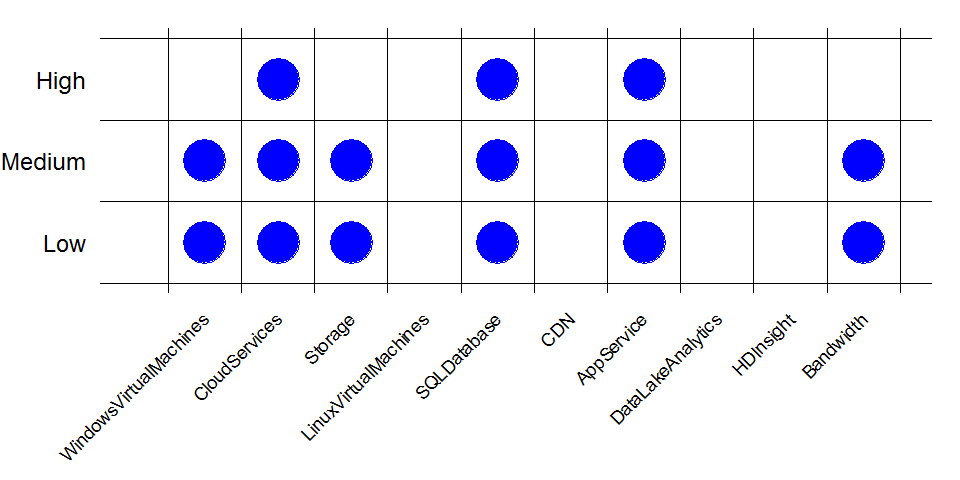 High
Medium
Low
WindowsVirtualMachines
CloudServices
Storage
LinuxVirtualMachines
SQLDatabase
CDN
AppService
DataLakeAnalytics
HDInsight
Bandwidth